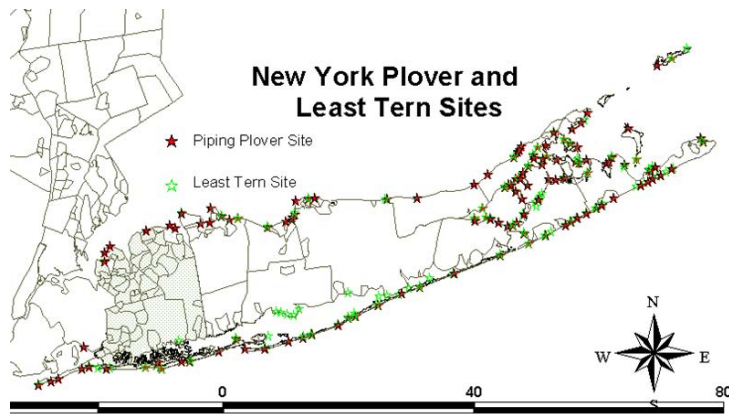 New York Plover and
Least Tern Sites
Piping Plover Site
Least Tern Site
N
W
E
S
0
40
80